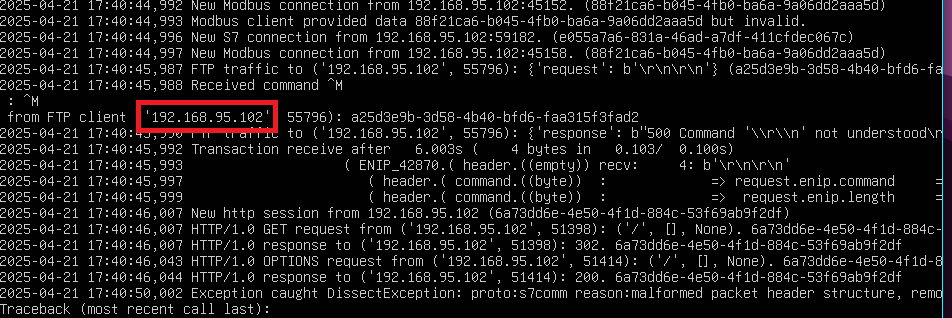 2025-04-21 17:40:44,992 New Modbus connection from 192.168.95.102:45152. (88f21ca6-b045-4fb0-ba6a-9a06dd2aaa5d)
2025-04-21 17:40:44,993 Modbus client provided data 88f21ca6-b045-4fb0-ba6a-9a06dd2aaa5d but invalid.
2025-04-21 17:40:44,996 New S7 connection from 192.168.95.102:59182. (e055a7a6-831a-46ad-a7df-411cfdec067c)
2025-04-21 17:40:44,997 New Modbus connection from 192.168.95.102:45158. (88f21ca6-b045-4fb0-ba6a-9a06dd2aaa5d)
2025-04-21 17:40:45,987 FTP traffic to ('192.168.95.102', 55796): {'request': b'\r\n\r\n'} (a25d3e9b-3d58-4b40-bfd6-fa
2025-04-21 17:40:45,988 Received command ^M
: ^M
from FTP client '192.168.95.102' 55796): a25d3e9b-3d58-4b40-bfd6-faa315f3fad2
2025-04-21 17:40:45,990 FTP traffic to ('192.168.95.102', 55796): {'response': b"500 Command '\\r\\n' not understood\r
2025-04-21 17:40:45,992 Transaction receive after 6.003s ( 4 bytes in 0.103/ 0.100s)
2025-04-21 17:40:45,993 ( ENIP_42870.( header.((empty)) recv: 4: b'\r\n\r\n'
2025-04-21 17:40:45,997 ( header.( command.((byte)) : => request.enip.command =
2025-04-21 17:40:45,999 ( header.( command.((byte)) : => request.enip.length =
2025-04-21 17:40:46,007 New http session from 192.168.95.102 (6a73dd6e-4e50-4f1d-884c-53f69ab9f2df)
2025-04-21 17:40:46,007 HTTP/1.0 GET request from ('192.168.95.102', 51398): ('/', [], None). 6a73dd6e-4e50-4f1d-884c-
2025-04-21 17:40:46,007 HTTP/1.0 response to ('192.168.95.102', 51398): 302. 6a73dd6e-4e50-4f1d-884c-53f69ab9f2df
2025-04-21 17:40:46,043 HTTP/1.0 OPTIONS request from ('192.168.95.102', 51414): ('/', [], None). 6a73dd6e-4e50-4f1d-8
2025-04-21 17:40:46,044 HTTP/1.0 response to ('192.168.95.102', 51414): 200. 6a73dd6e-4e50-4f1d-884c-53f69ab9f2df
2025-04-21 17:40:50,002 Exception caught DissectException: proto:s7comm reason:malformed packet header structure, remo
Traceback (most recent call last):